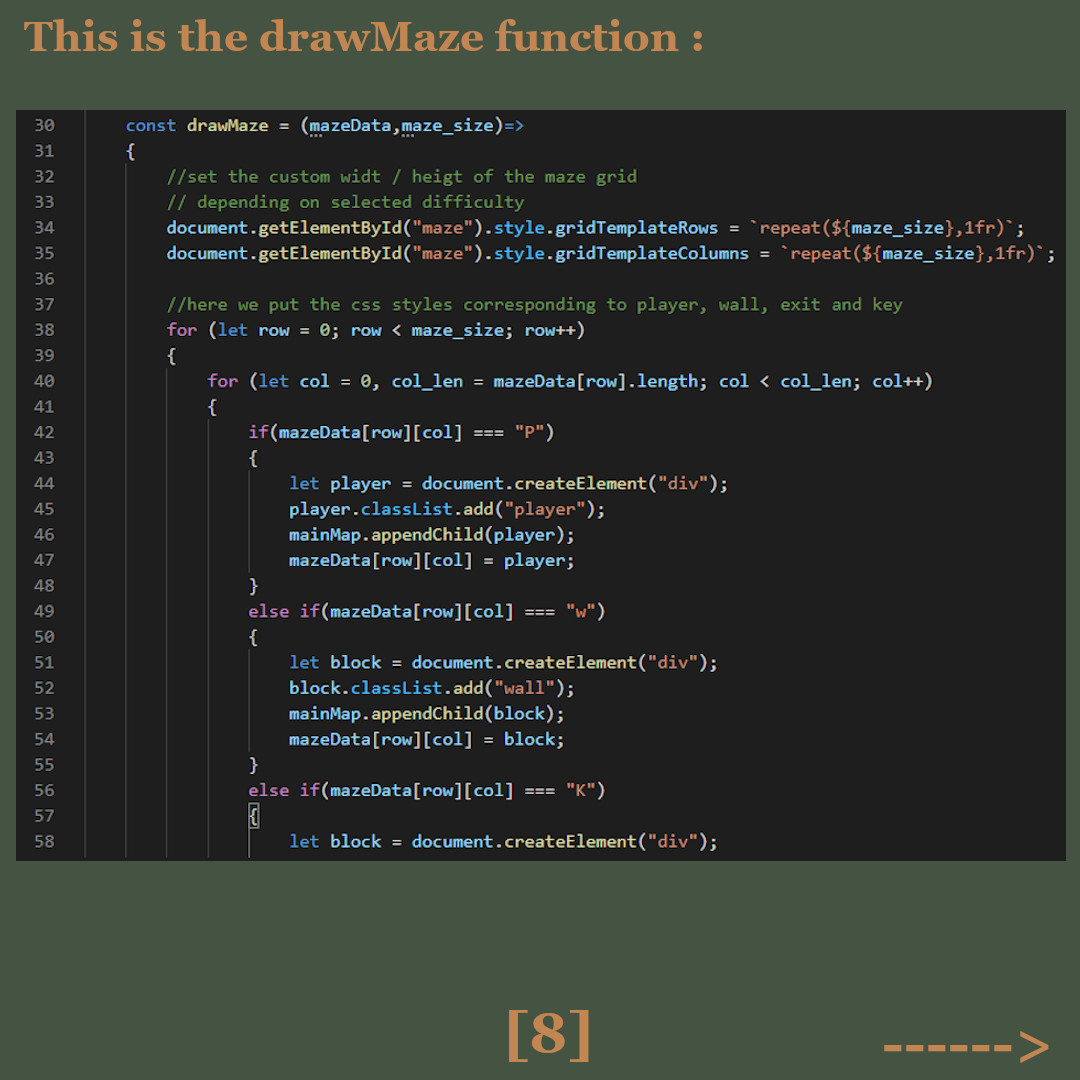 This is the drawMaze function :
30 const drawMaze = (mazeData,maze_size)=>
31 {
32 //set the custom widt / heigt of the maze grid
33 // depending on selected difficulty
34 document.getElementById("maze").style.gridTemplateRows = `repeat(${maze_size},1fr)`;
35 document.getElementById("maze").style.gridTemplateColumns = `repeat(${maze_size},1fr)`;
36
37 //here we put the css styles corresponding to player, wall, exit and key
38 for (let row = 0; row < maze_size; row++)
39 {
40 for (let col = 0, col_len = mazeData[row].length; col < col_len; col++)
41 {
42 if(mazeData[row][col] === "P")
43 {
44 let player = document.createElement("div");
45 player.classList.add("player");
46 mainMap.appendChild(player);
47 mazeData[row][col] = player;
48 }
49 else if(mazeData[row][col] === "w")
50 {
51 let block = document.createElement("div");
52 block.classList.add("wall");
53 mainMap.appendChild(block);
54 mazeData[row][col] = block;
55 }
56 else if(mazeData[row][col] === "K")
57 {
58 let block = document.createElement("div");
[8]
------>